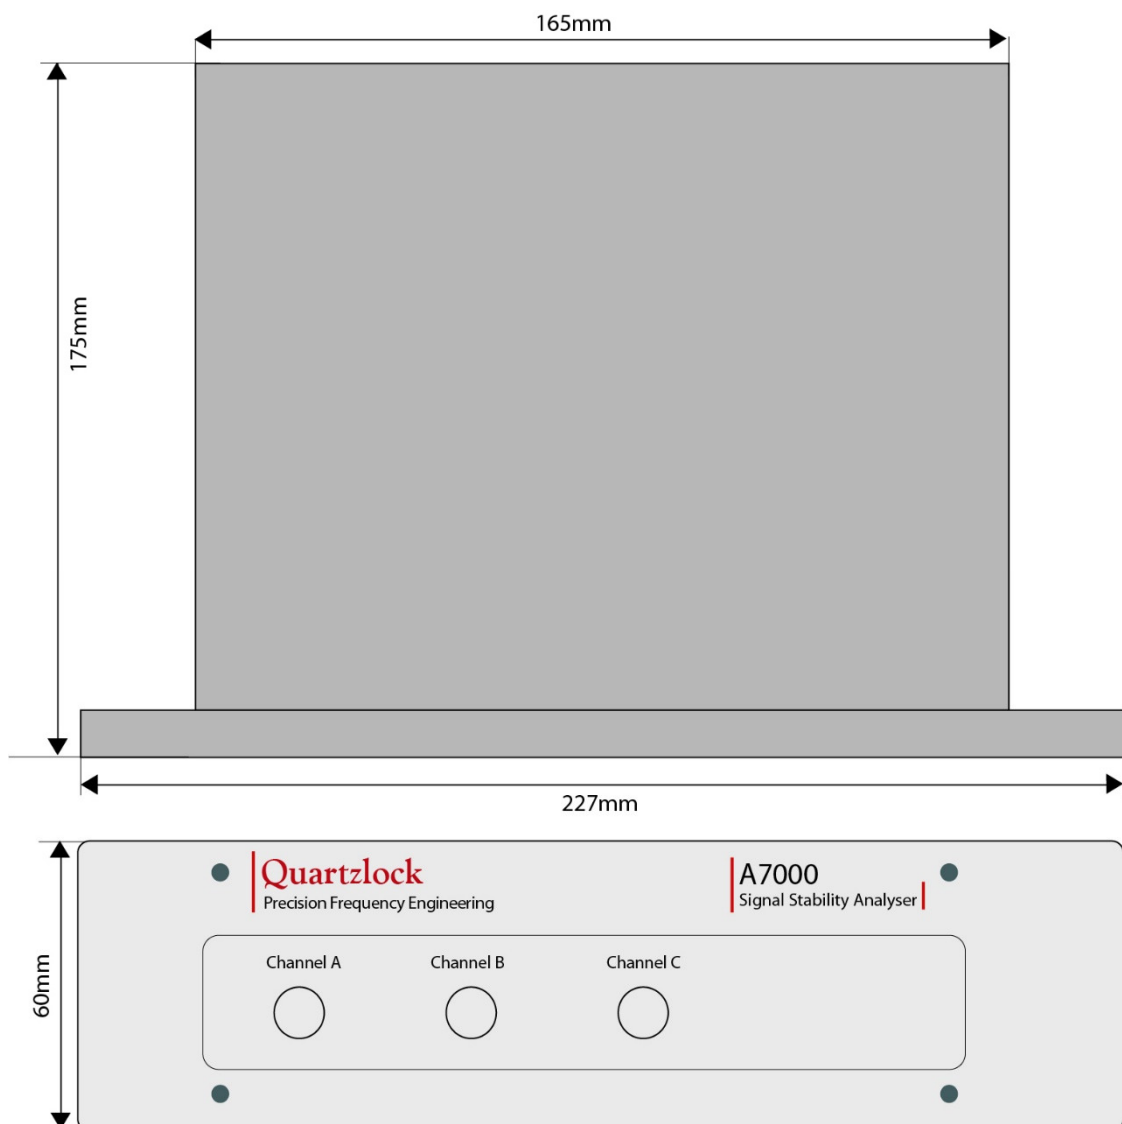 165mm
175mm
227mm
Quartzlock
Precision Frequency Engineering
A7000
Signal Stability Analyser
60mm
Channel A
Channel B
Channel C